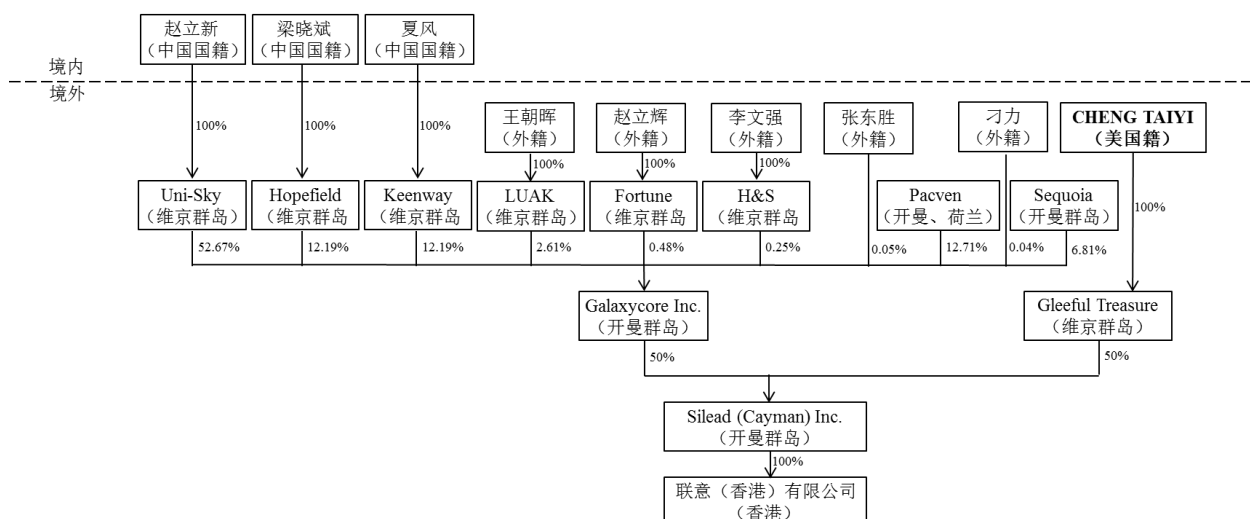 赵立新
（中国国籍）
梁晓斌
（中国国籍）
夏风
（中国国籍）
境内
境外
100%
100%
100%
王朝晖
（外籍）
赵立辉
（外籍）
李文强
（外籍）
张东胜
（外籍）
刁力
（外籍）
CHENG TAIYI
（美国籍）
100%
100%
100%
Uni-Sky
（维京群岛）
Hopefield
（维京群岛
Keenway
（维京群岛）
LUAK
（维京群岛）
Fortune
（维京群岛
H&S
（维京群岛
Pacven
（开曼、荷兰）
Sequoia
（开曼群岛）
100%
52.67%
12.19%
12.19%
2.61%
0.48%
0.25%
0.05%
12.71%
0.04%
6.81%
Galaxycore Inc.
（开曼群岛）
Gleeful Treasure
（维京群岛）
50%
50%
Silead (Cayman) Inc.
（开曼群岛）
100%
联意（香港）有限公司
（香港）